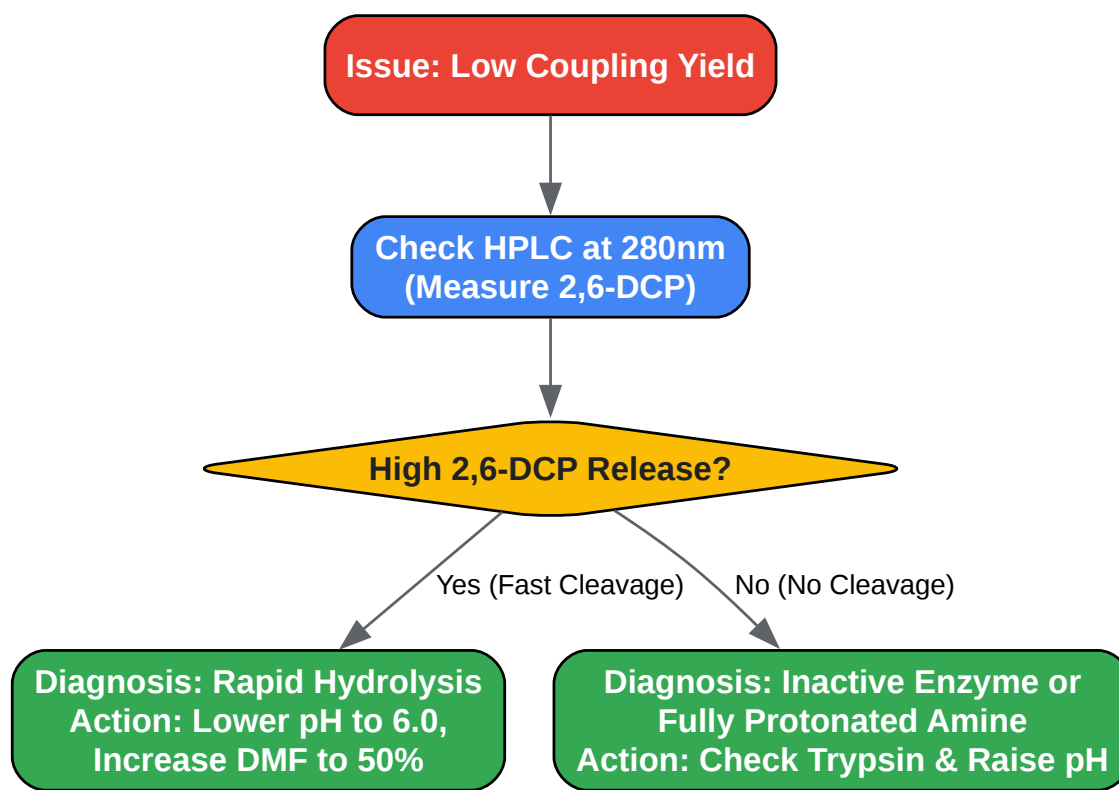 Issue: Low Coupling Yield
Check HPLC at 280nm
(Measure 2,6-DCP)
High 2,6-DCP Release?
Yes (Fast Cleavage)
No (No Cleavage)
Diagnosis: Rapid Hydrolysis
Action: Lower pH to 6.0,
Increase DMF to 50%
Diagnosis: Inactive Enzyme or
Fully Protonated Amine
Action: Check Trypsin & Raise pH